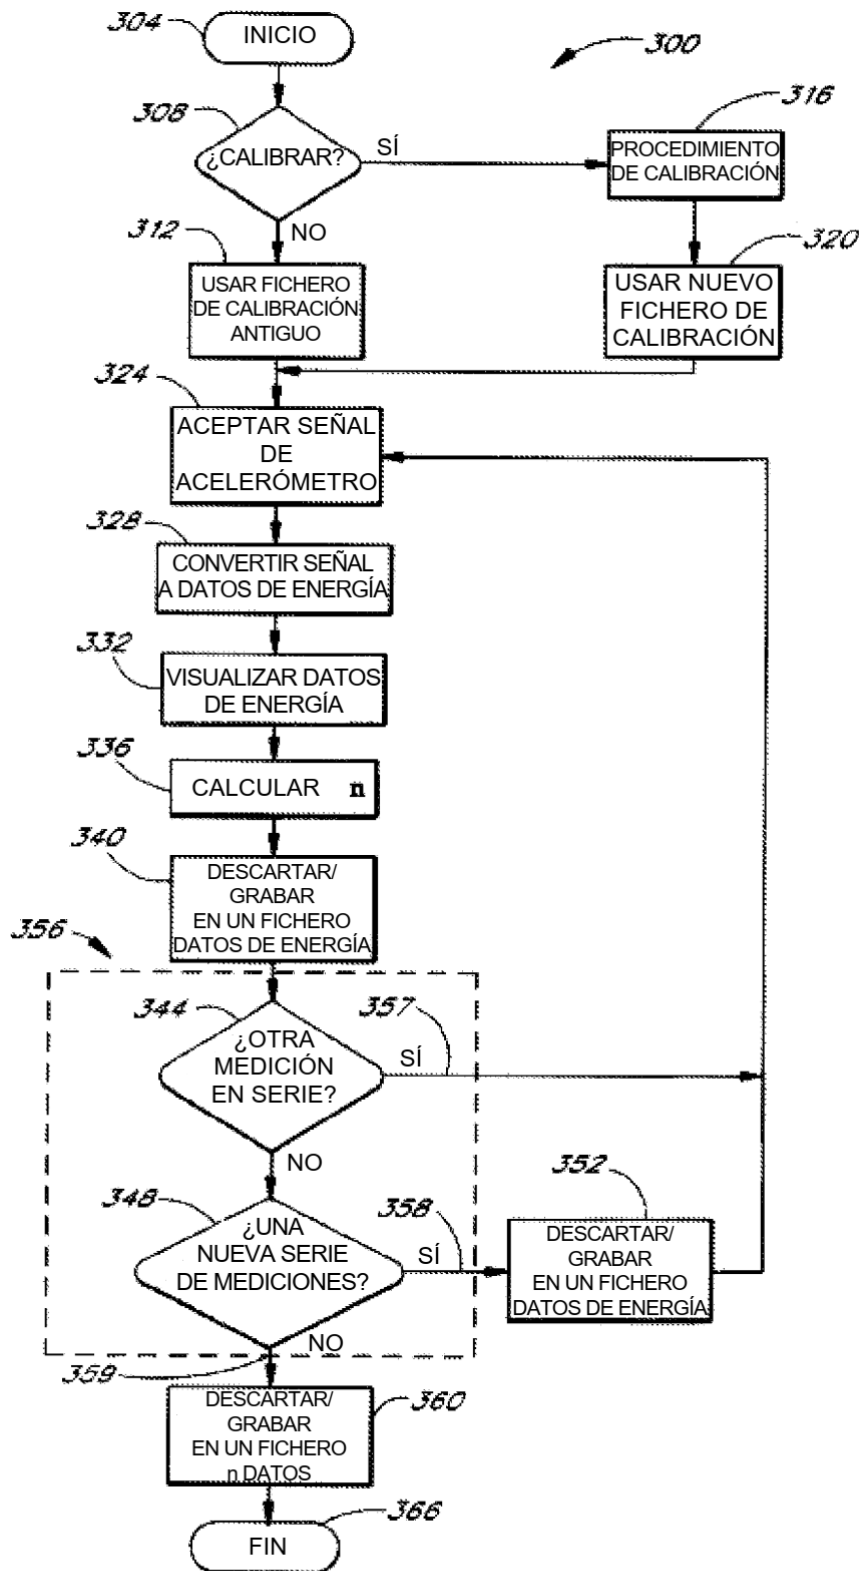 304
INICIO
300
308
¿CALIBRAR?
SÍ
316
PROCEDIMIENTO
DE CALIBRACIÓN
NO
312
USAR FICHERO
DE CALIBRACIÓN
ANTIGUO
320
USAR NUEVO
FICHERO DE
CALIBRACIÓN
324
ACEPTAR SEÑAL
DE
ACELERÓMETRO
328
CONVERTIR SEÑAL
A DATOS DE ENERGÍA
332
VISUALIZAR DATOS
DE ENERGÍA
336
CALCULAR n
340
DESCARTAR/
GRABAR
EN UN FICHERO
DATOS DE ENERGÍA
356
344
¿OTRA
MEDICIÓN
EN SERIE?
SÍ
357
NO
348
¿UNA
NUEVA SERIE
DE MEDICIONES?
SÍ
358
352
DESCARTAR/
GRABAR
EN UN FICHERO
DATOS DE ENERGÍA
NO
359
DESCARTAR/
GRABAR
EN UN FICHERO
n DATOS
360
FIN
366